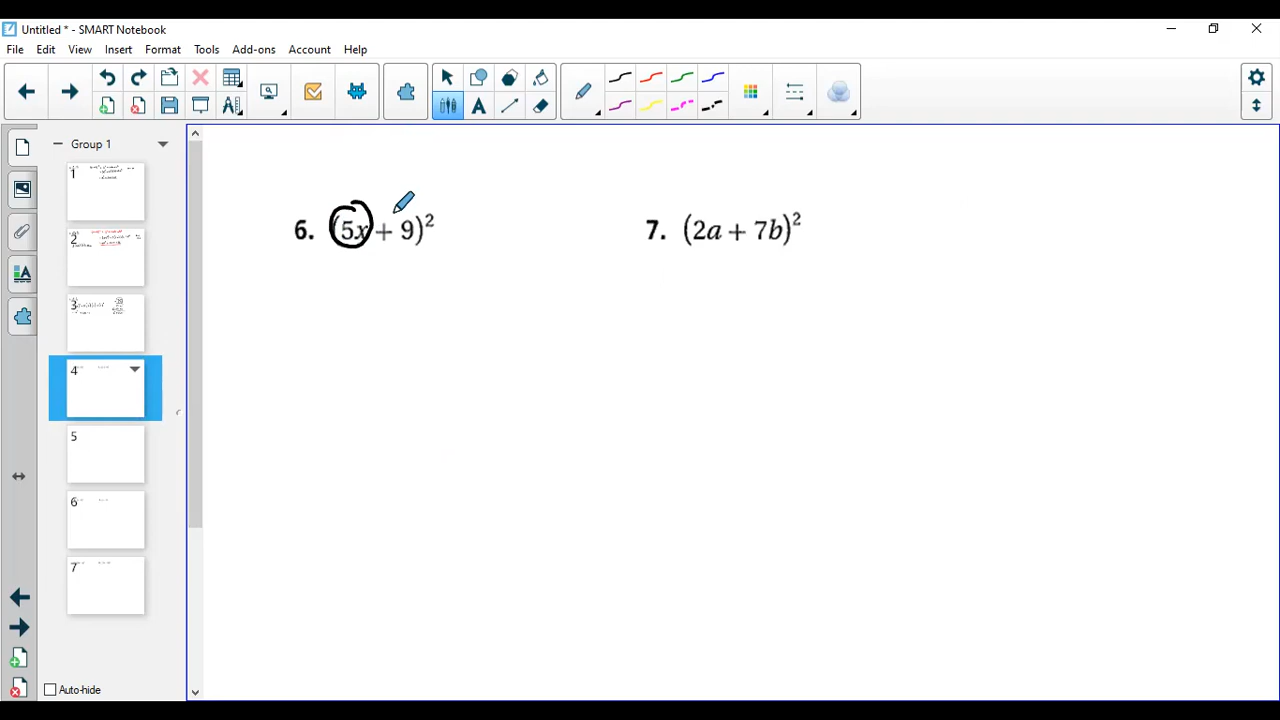 Untitled * - SMART Notebook
File Edit View Insert Format Tools Add-ons Account Help
Group 1
1
2
3
4
5
6
7
6. (5x + 9)²
7. (2a + 7b)²
Auto-hide